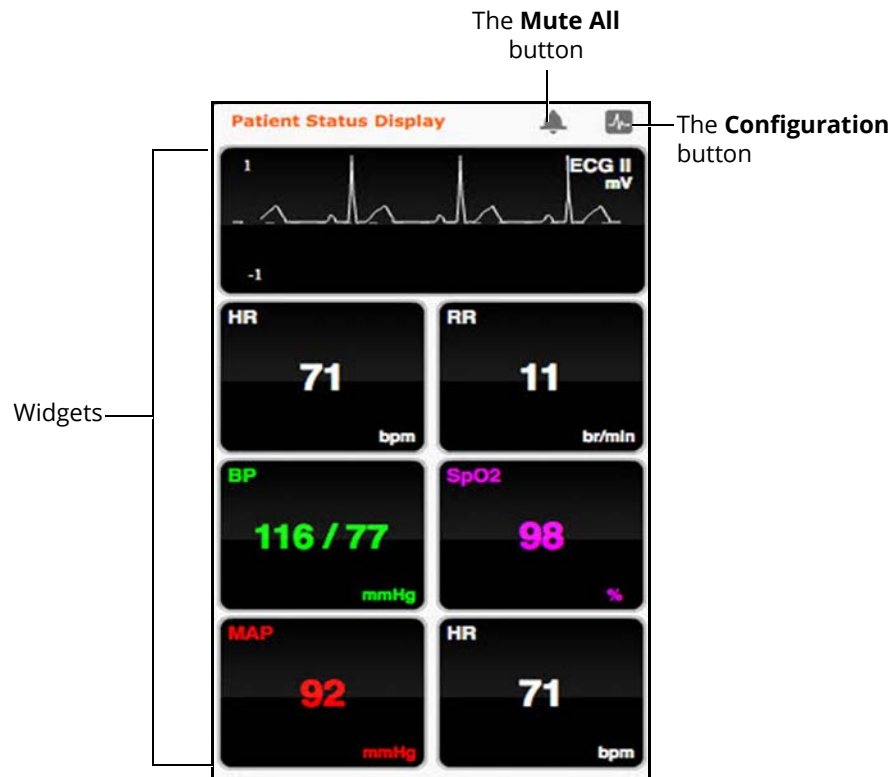 The Mute All
button
Patient Status Display
The Configuration
button
1
ECG II
mV
-1
HR
71
bpm
RR
11
br/min
Widgets
BP
116 / 77
mmHg
SpO2
98
%
MAP
92
mmHg
HR
71
bpm